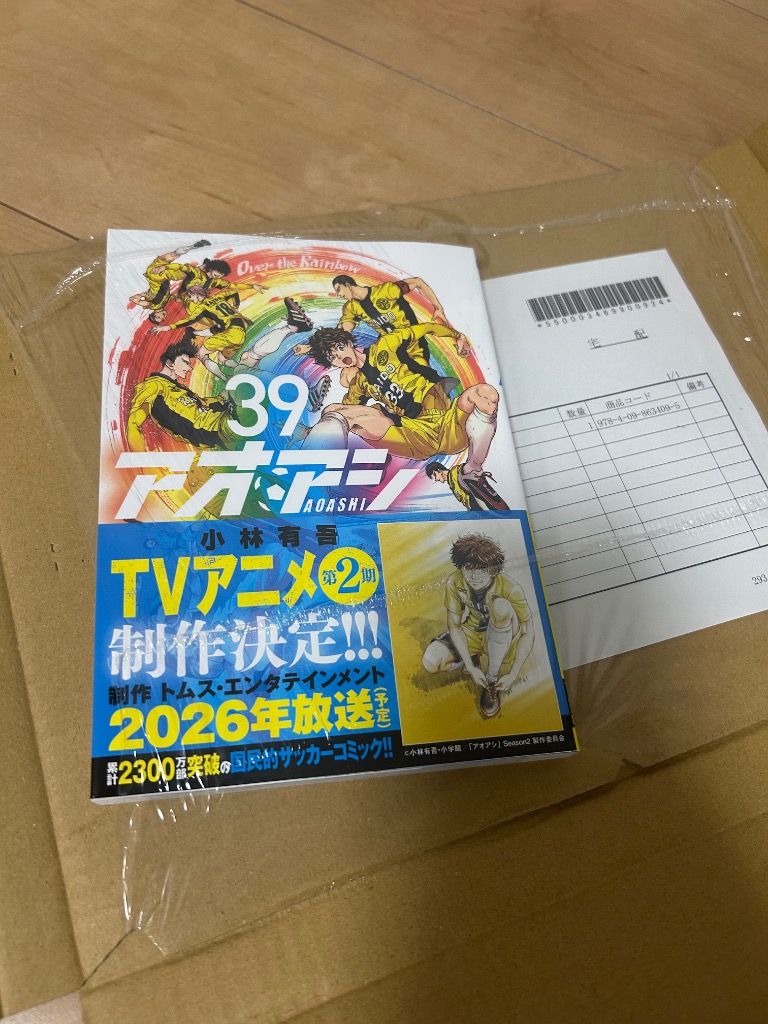 Over the Rainbow
39
アオアシ
AOASHI
小林有吾
TVアニメ第2期
制作決定!!!
制作 トムス・エンタテインメント
2026年放送(予定)
累計2300万部突破の国民的サッカーコミック!!
©小林有吾・小学館/「アオアシ」Season2 製作委員会
*550003469900924*
宅 配
1/1
数量 商品コード 備考
1 978-4-09-863409-5
293